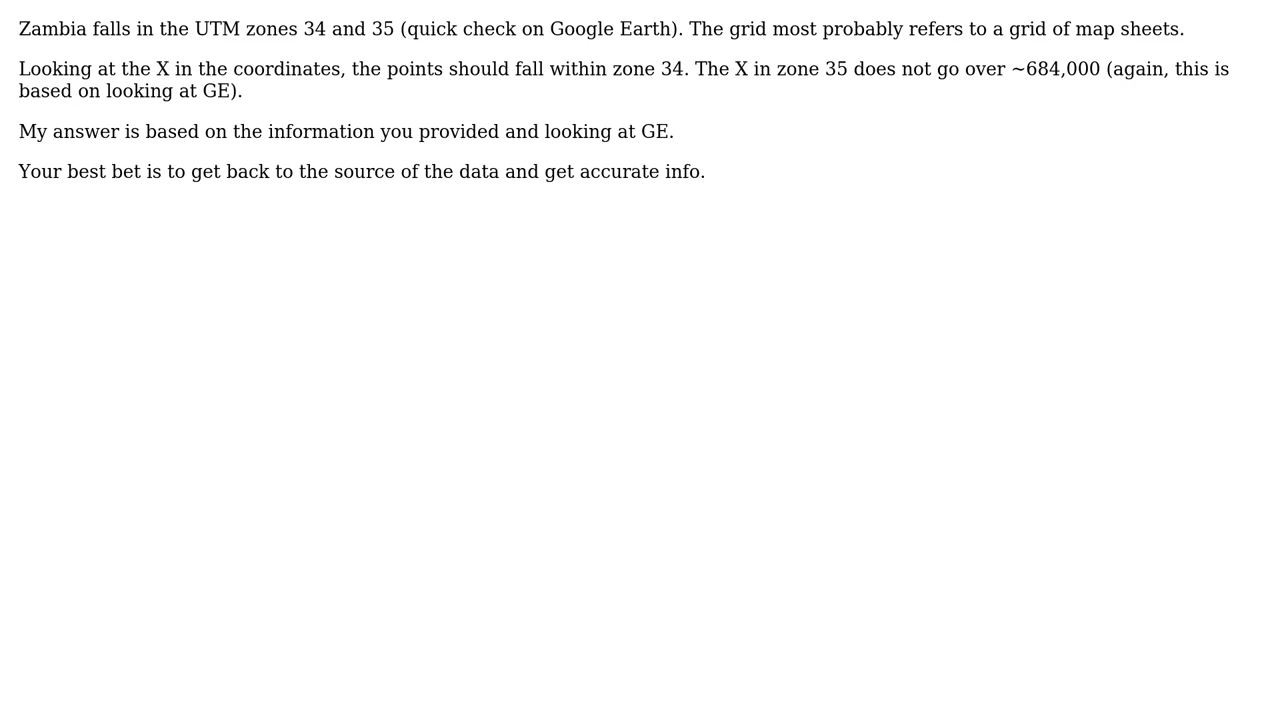 Zambia falls in the UTM zones 34 and 35 (quick check on Google Earth). The grid most probably refers to a grid of map sheets.
Looking at the X in the coordinates, the points should fall within zone 34. The X in zone 35 does not go over ~684,000 (again, this is
based on looking at GE).
My answer is based on the information you provided and looking at GE.
Your best bet is to get back to the source of the data and get accurate info.